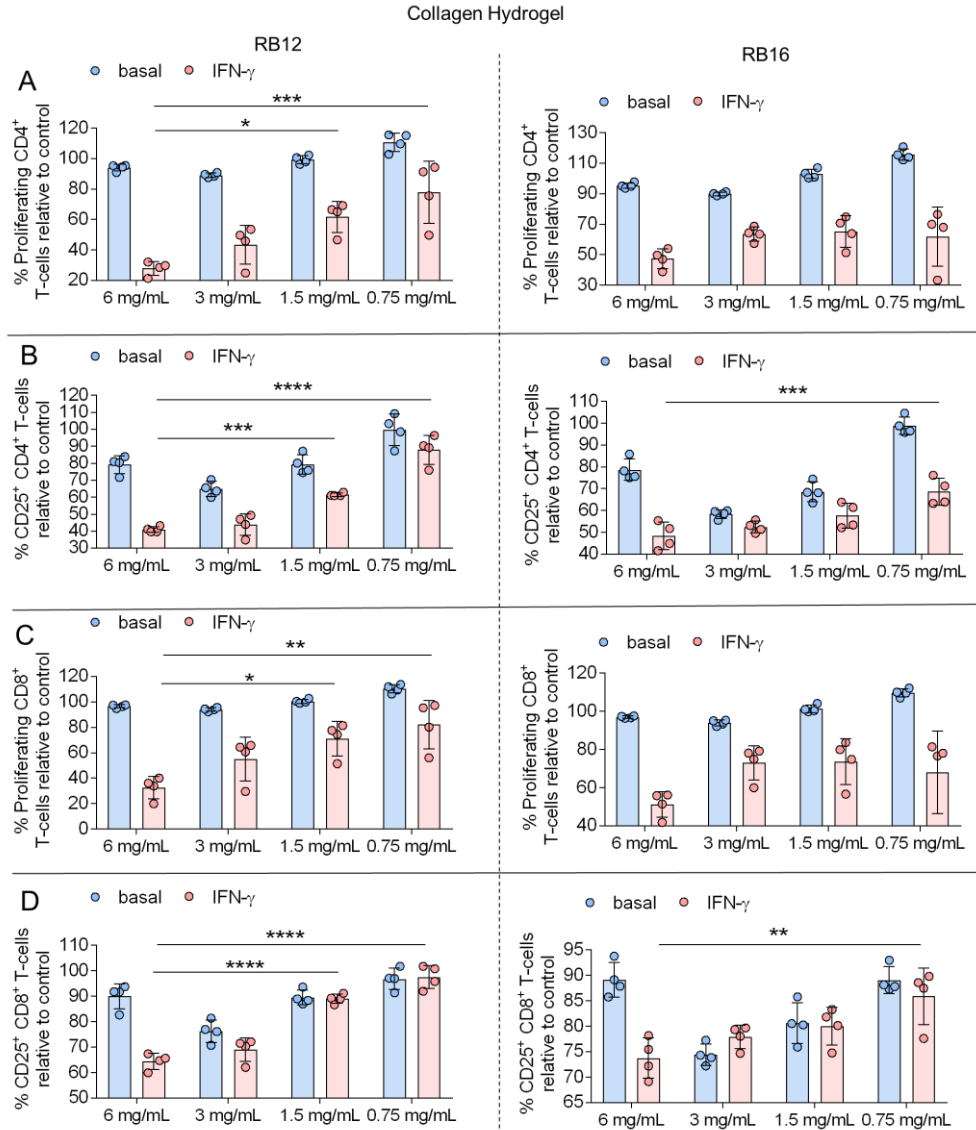 Collagen Hydrogel
RB12
RB16
A
basal IFN-γ
***
*
% Proliferating CD4⁺
T-cells relative to control
120
100
80
60
40
20
6 mg/mL 3 mg/mL 1.5 mg/mL 0.75 mg/mL
basal IFN-γ
% Proliferating CD4⁺
T-cells relative to control
130
110
90
70
50
30
6 mg/mL 3 mg/mL 1.5 mg/mL 0.75 mg/mL
B
basal IFN-γ
****
***
% CD25⁺ CD4⁺ T-cells
relative to control
120
110
100
90
80
70
60
50
40
30
6 mg/mL 3 mg/mL 1.5 mg/mL 0.75 mg/mL
basal IFN-γ
***
% CD25⁺ CD4⁺ T-cells
relative to control
110
100
90
80
70
60
50
40
6 mg/mL 3 mg/mL 1.5 mg/mL 0.75 mg/mL
C
basal IFN-γ
**
*
% Proliferating CD8⁺
T-cells relative to control
120
100
80
60
40
20
0
6 mg/mL 3 mg/mL 1.5 mg/mL 0.75 mg/mL
basal IFN-γ
% Proliferating CD8⁺
T-cells relative to control
120
100
80
60
40
6 mg/mL 3 mg/mL 1.5 mg/mL 0.75 mg/mL
D
basal IFN-γ
****
****
% CD25⁺ CD8⁺ T-cells
relative to control
110
100
90
80
70
60
50
6 mg/mL 3 mg/mL 1.5 mg/mL 0.75 mg/mL
basal IFN-γ
**
% CD25⁺ CD8⁺ T-cells
relative to control
95
90
85
80
75
70
65
6 mg/mL 3 mg/mL 1.5 mg/mL 0.75 mg/mL